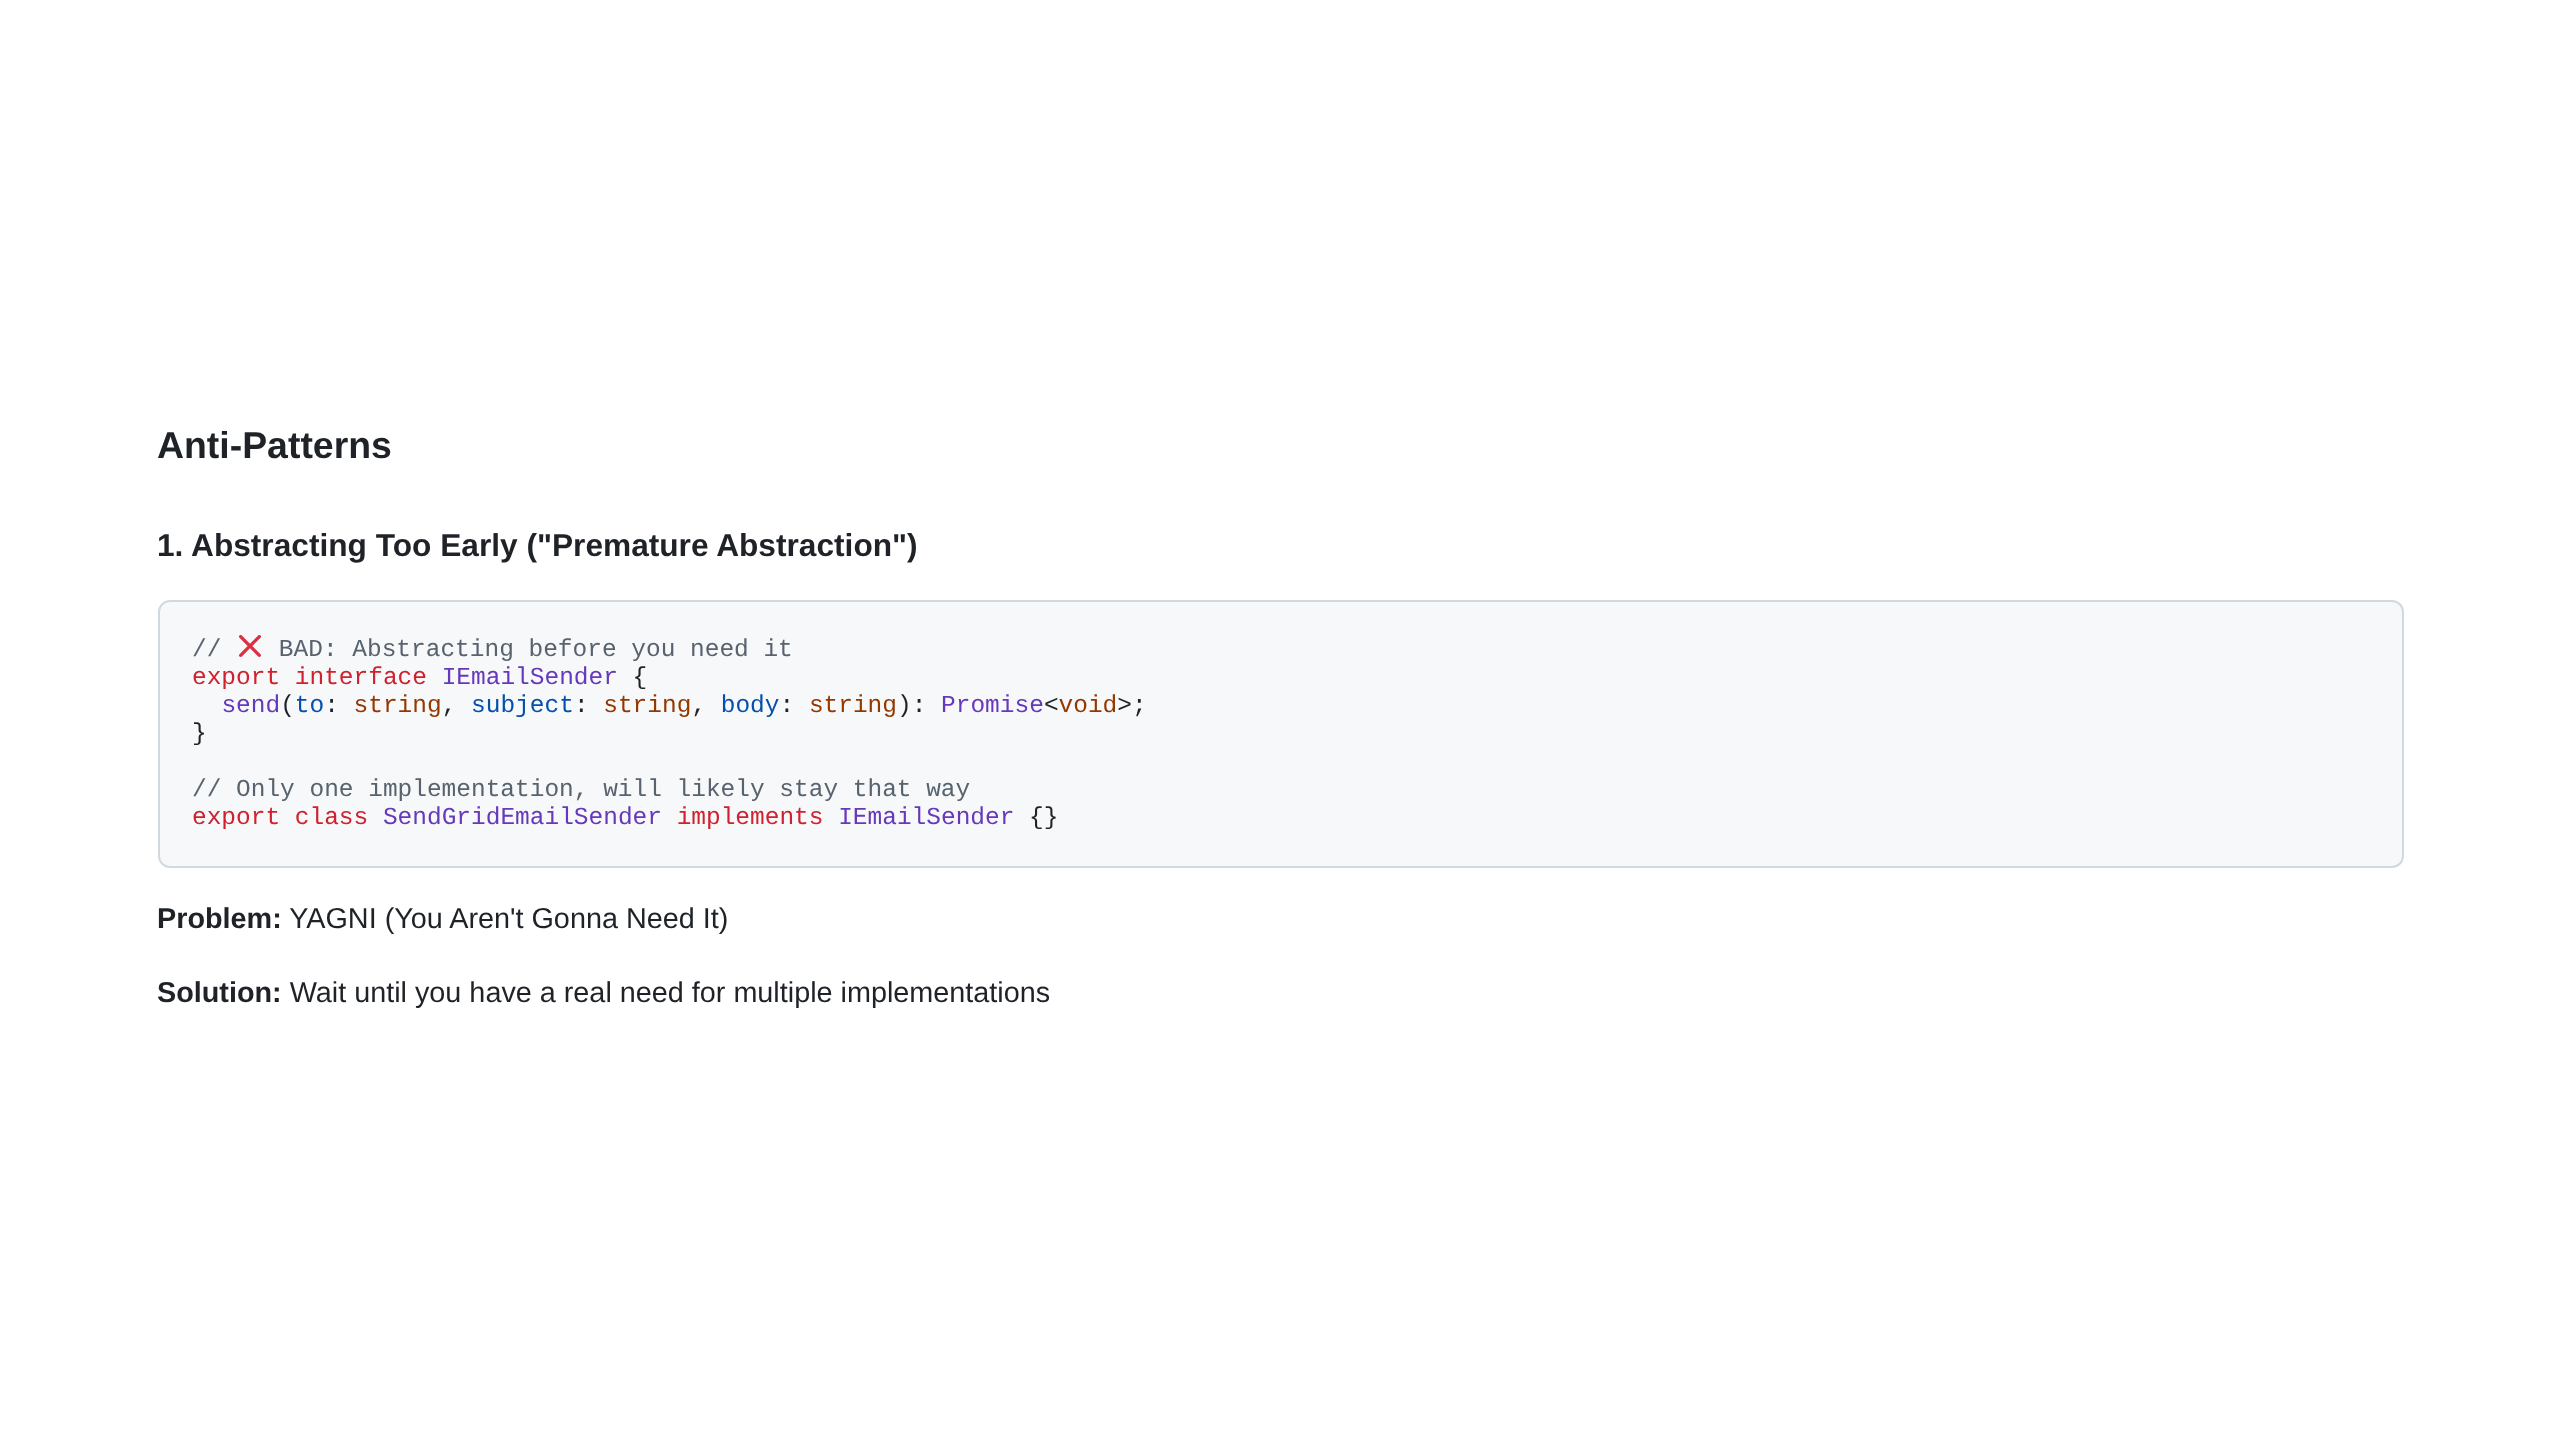 Anti-Patterns
1. Abstracting Too Early ("Premature Abstraction")
// ❌ BAD: Abstracting before you need it
export interface IEmailSender {
  send(to: string, subject: string, body: string): Promise<void>;
}
// Only one implementation, will likely stay that way
export class SendGridEmailSender implements IEmailSender {}
Problem: YAGNI (You Aren't Gonna Need It)
Solution: Wait until you have a real need for multiple implementations